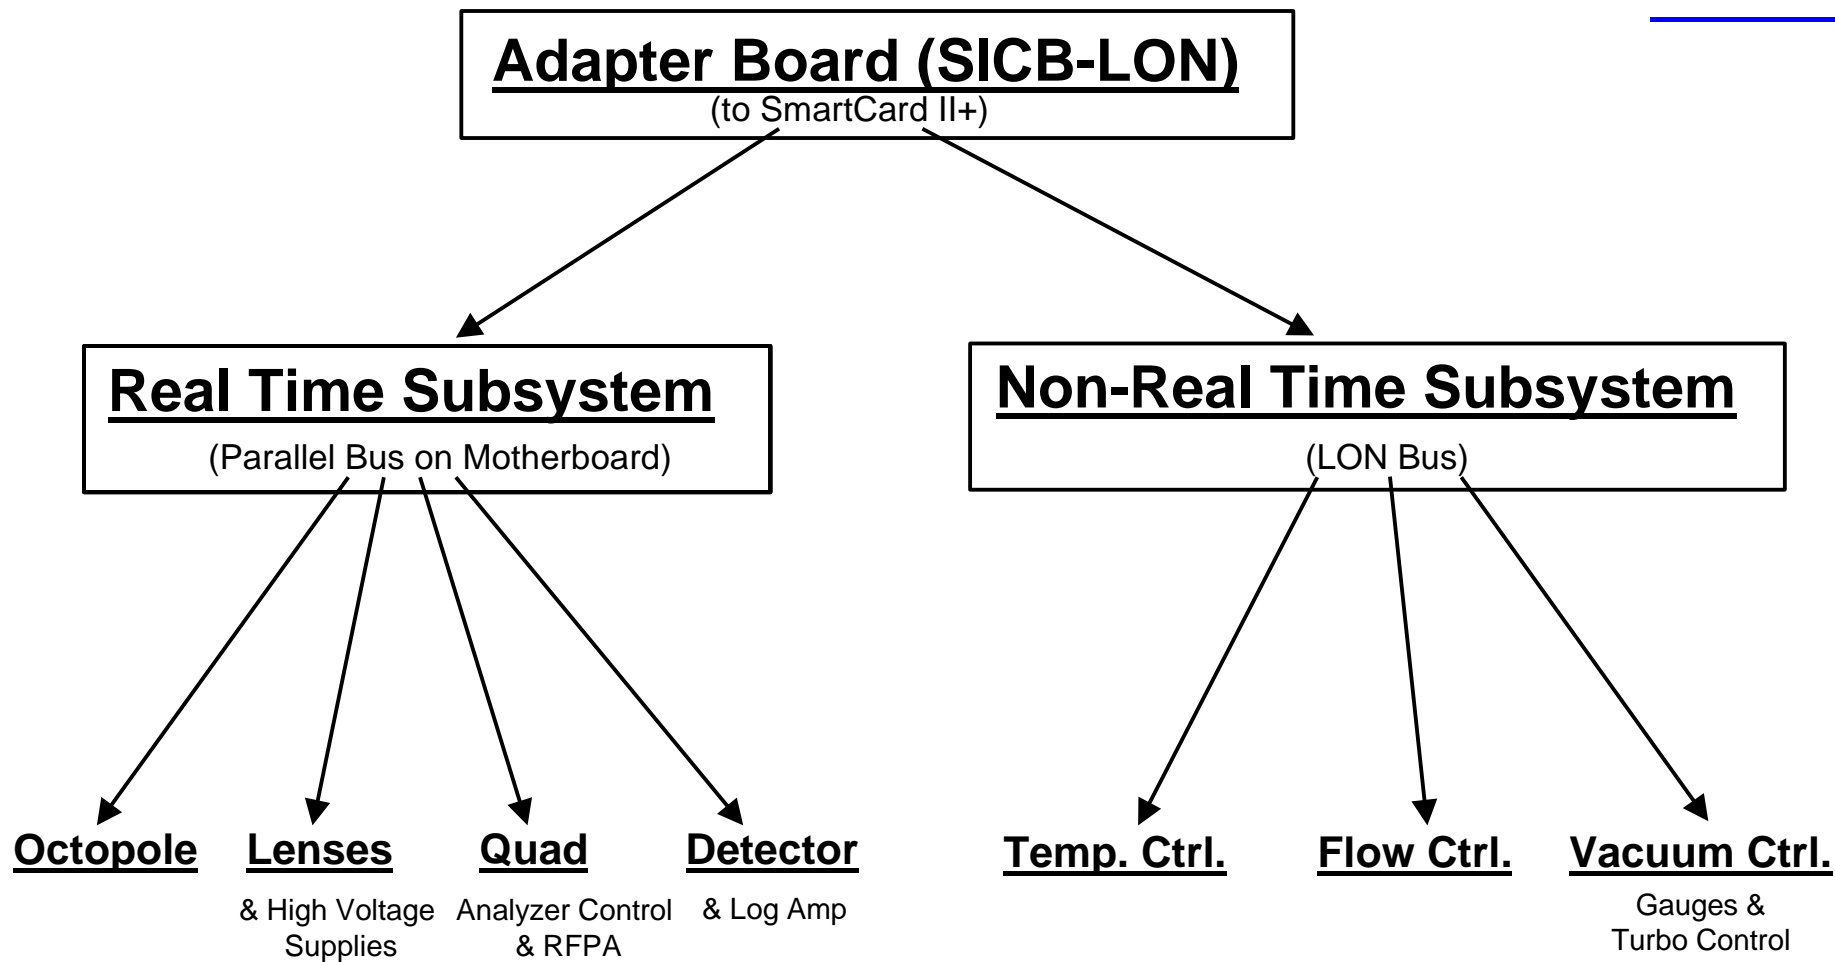 Adapter Board (SICB-LON)
(to SmartCard II+)
Real Time Subsystem
(Parallel Bus on Motherboard)
Non-Real Time Subsystem
(LON Bus)
Octopole
Lenses
& High Voltage
Supplies
Quad
Analyzer Control
& RFPA
Detector
& Log Amp
Temp. Ctrl.
Flow Ctrl.
Vacuum Ctrl.
Gauges &
Turbo Control